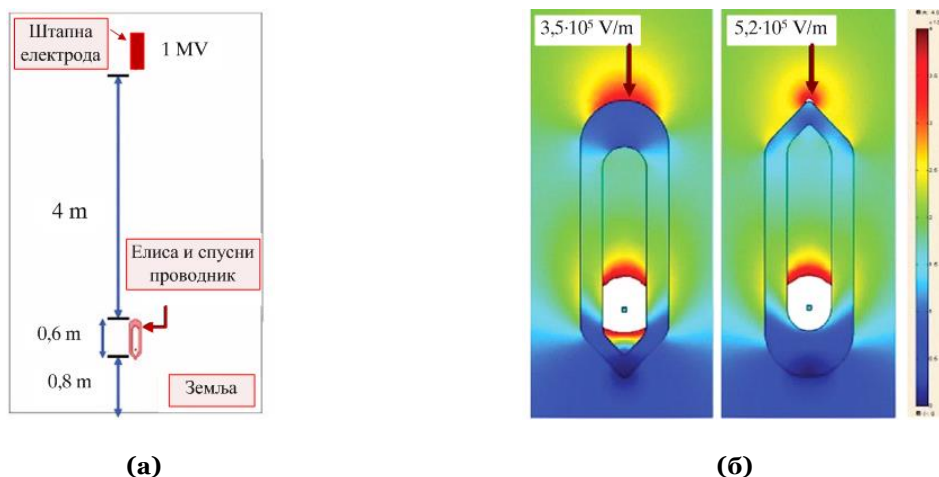 Штапна
електрода
1 MV
4 m
Елиса и спусни
проводник
0,6 m
0,8 m
Земља
(а)
3,5·10⁵ V/m
5,2·10⁵ V/m
(б)